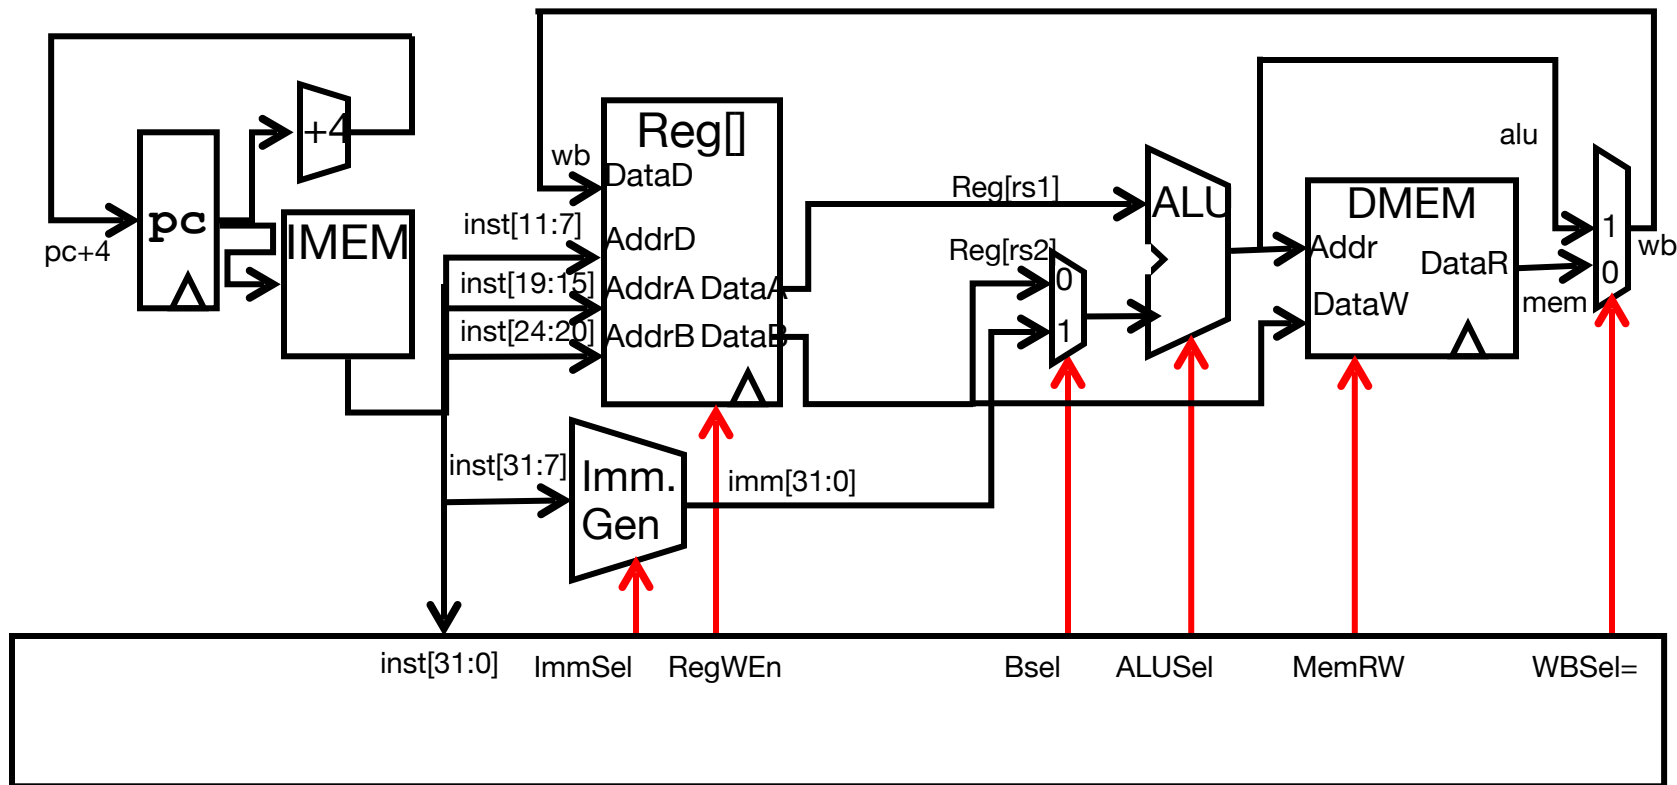 +4
pc
pc+4
IMEM
Reg[]
wb
DataD
inst[11:7]
AddrD
inst[19:15]
AddrA DataA
inst[24:20]
AddrB DataB
Reg[rs1]
Reg[rs2]
0
1
ALU
alu
DMEM
Addr
DataR
DataW
mem
1
0
wb
inst[31:7]
Imm.
Gen
imm[31:0]
inst[31:0]
ImmSel
RegWEn
Bsel
ALUSel
MemRW
WBSel=